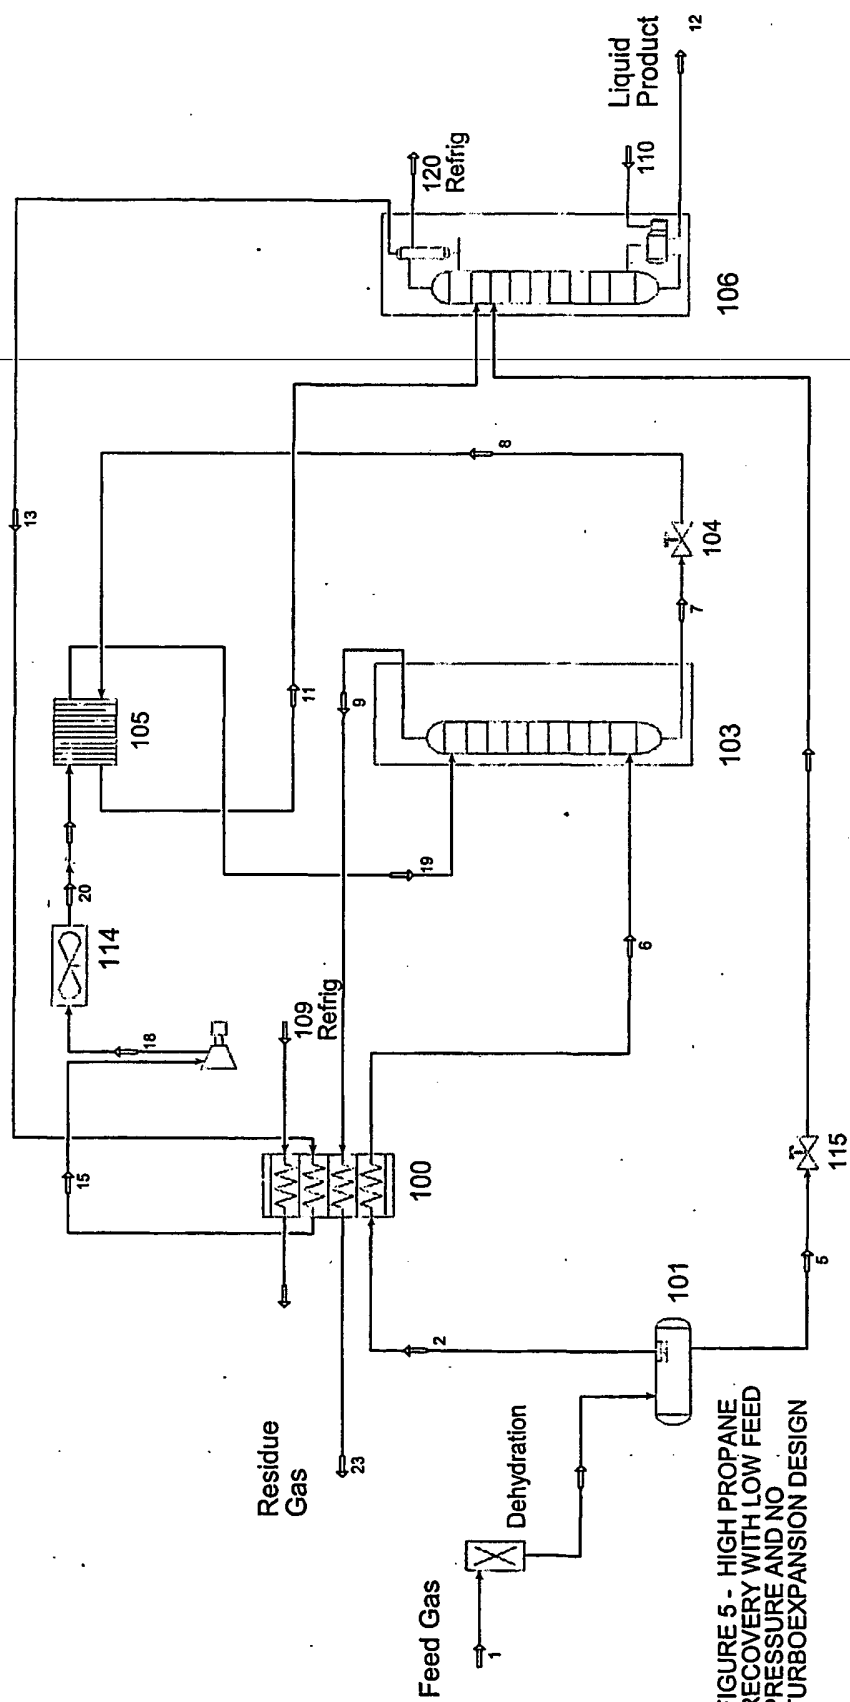 Liquid
Product
12
120
Refrig
110
106
13
8
11
7
104
105
9
103
19
20
114
6
18
109
Refrig
15
100
115
5
101
2
Residue
Gas
23
Dehydration
Feed Gas
1
FIGURE 5 - HIGH PROPANE
RECOVERY WITH LOW FEED
PRESSURE AND NO
TURBOEXPANSION DESIGN